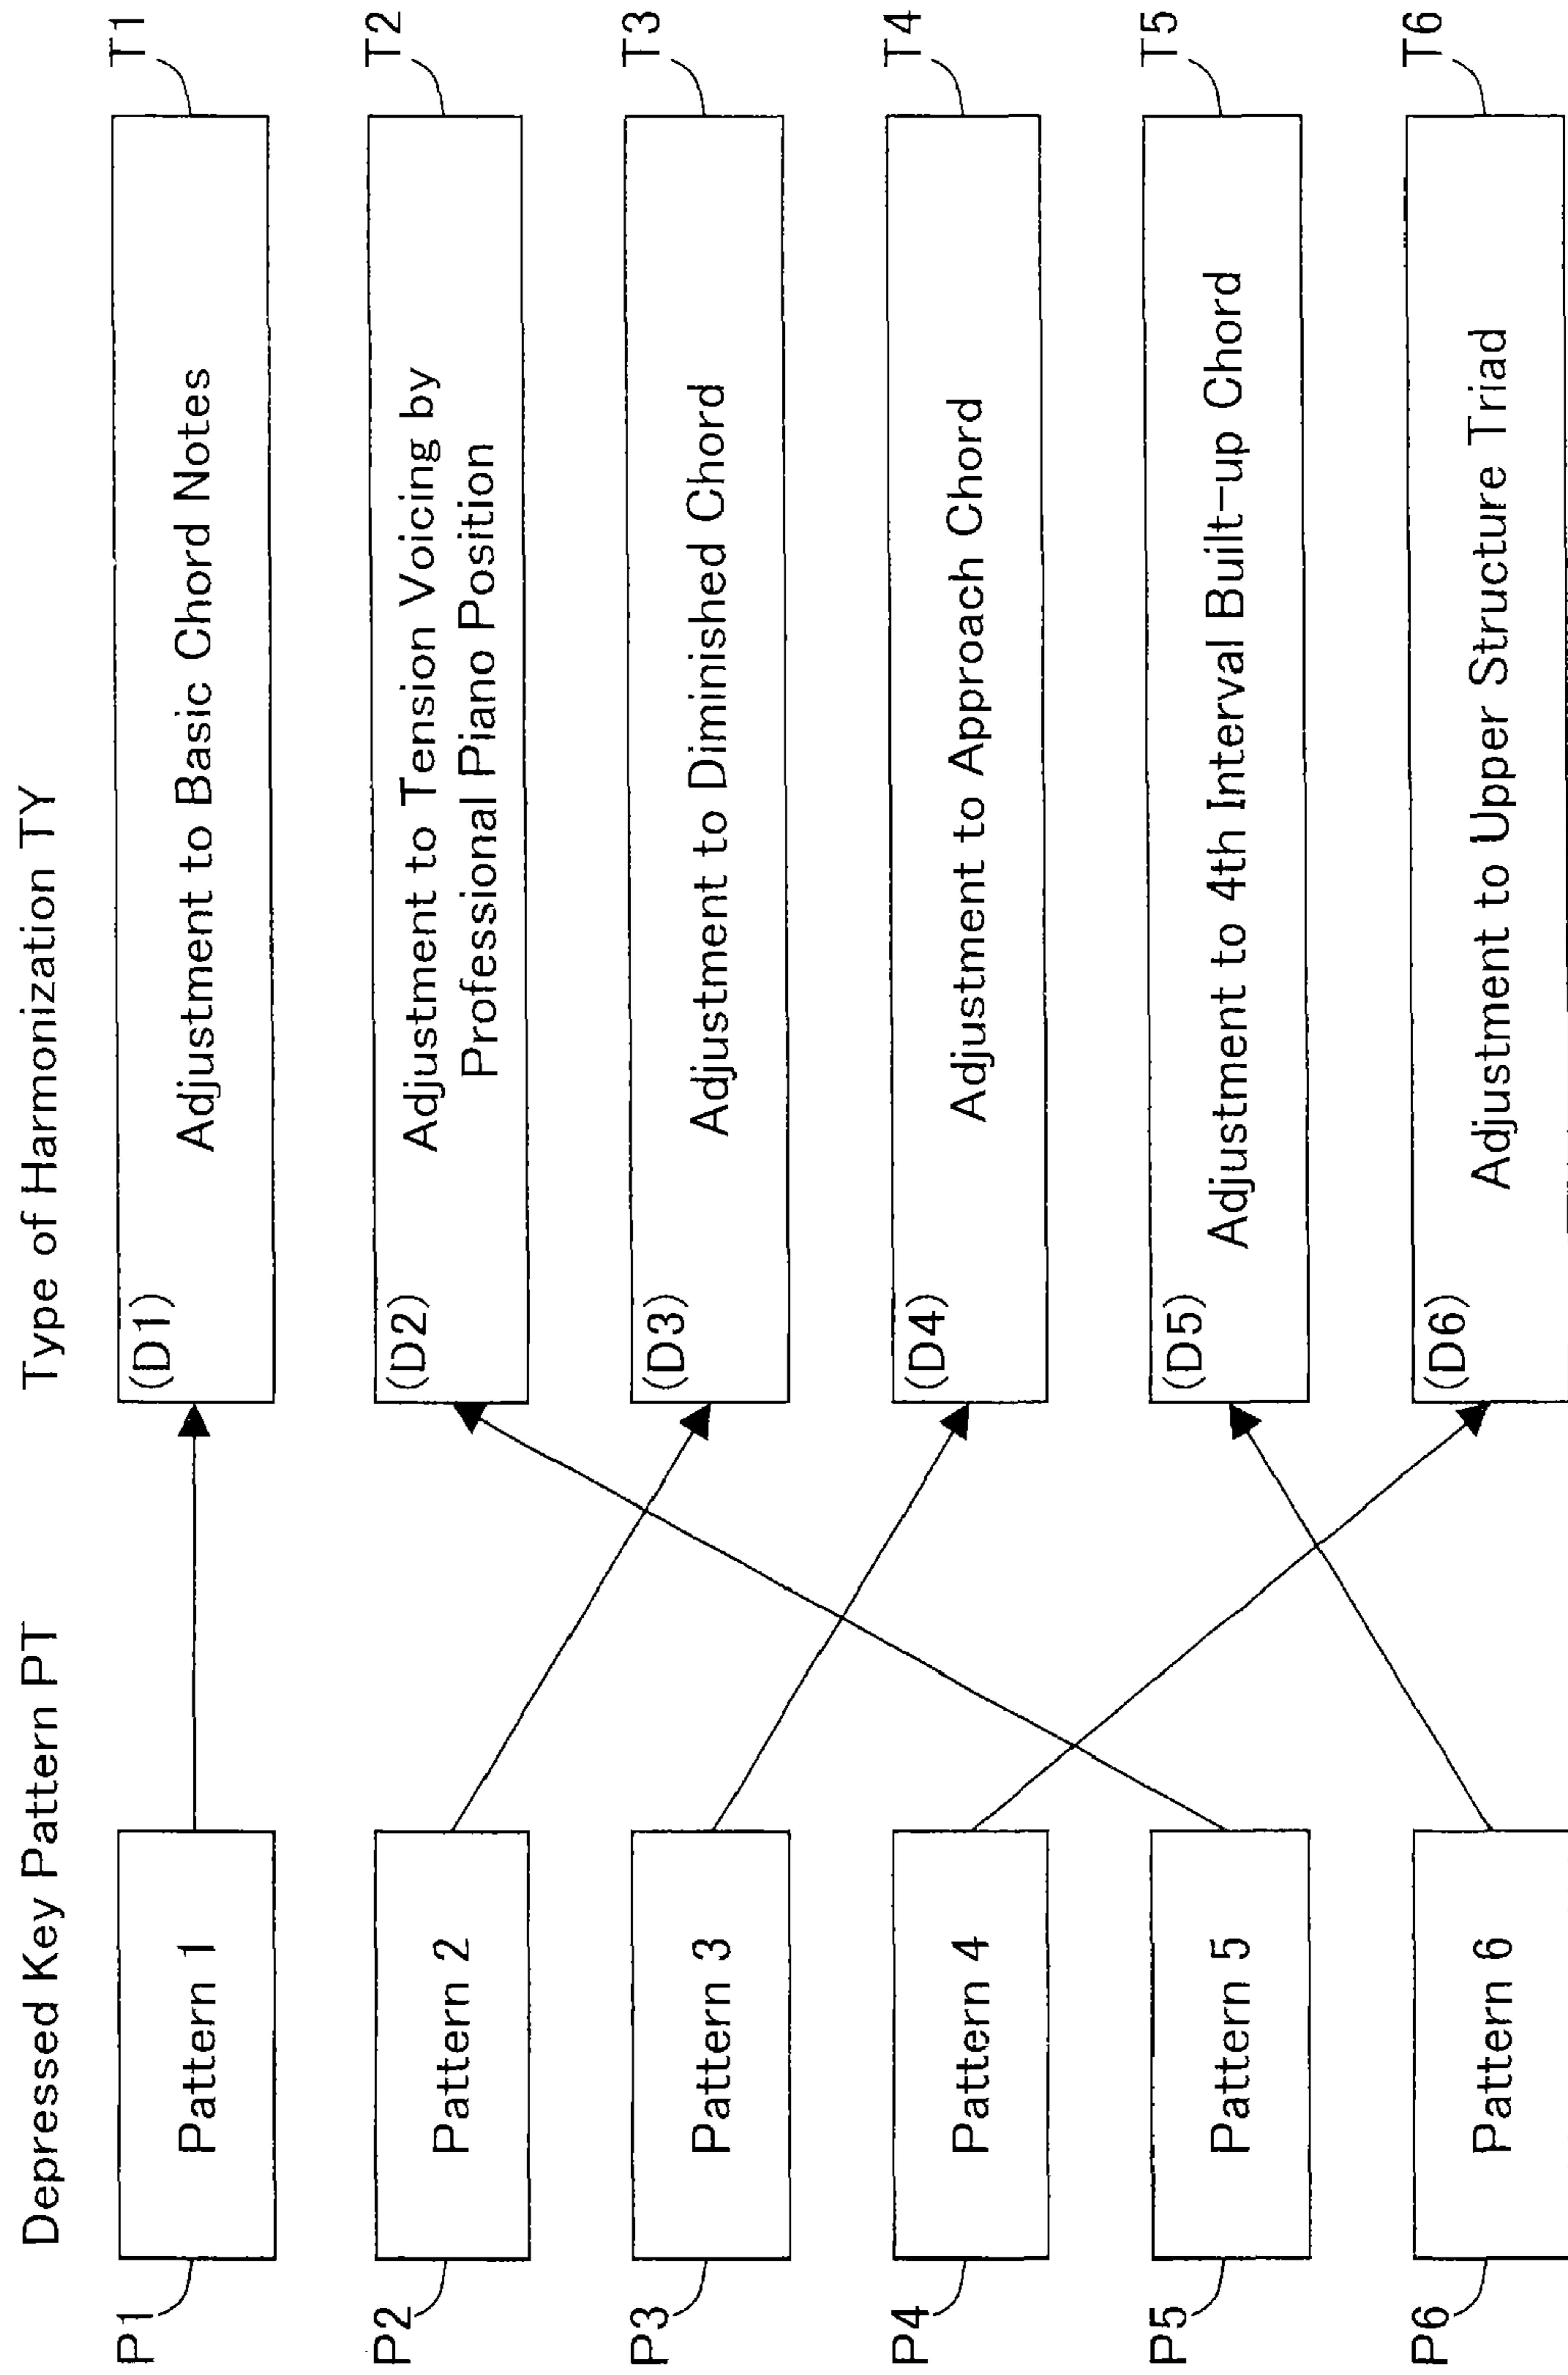 Depressed Key Pattern PT
Type of Harmonization TY
P1
Pattern 1
(D1)
Adjustment to Basic Chord Notes
T1
P2
Pattern 2
(D2)
Adjustment to Tension Voicing by
Professional Piano Position
T2
P3
Pattern 3
(D3)
Adjustment to Diminished Chord
T3
P4
Pattern 4
(D4)
Adjustment to Approach Chord
T4
P5
Pattern 5
(D5)
Adjustment to 4th Interval Built-up Chord
T5
P6
Pattern 6
(D6)
Adjustment to Upper Structure Triad
T6